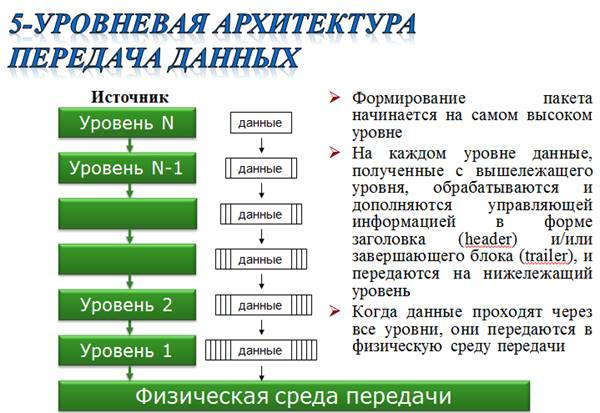 5-УРОВНЕВАЯ АРХИТЕКТУРА
ПЕРЕДАЧА ДАННЫХ
Источник
Уровень N
данные
Уровень N-1
данные
данные
данные
Уровень 2
данные
Уровень 1
данные
Физическая среда передачи
Формирование пакета
начинается на самом высоком
уровне
На каждом уровне данные,
полученные с вышележащего
уровня, обрабатываются и
дополняются управляющей
информацией в форме
заголовка (header) и/или
завершающего блока (trailer), и
передаются на нижележащий
уровень
Когда данные проходят через
все уровни, они передаются в
физическую среду передачи